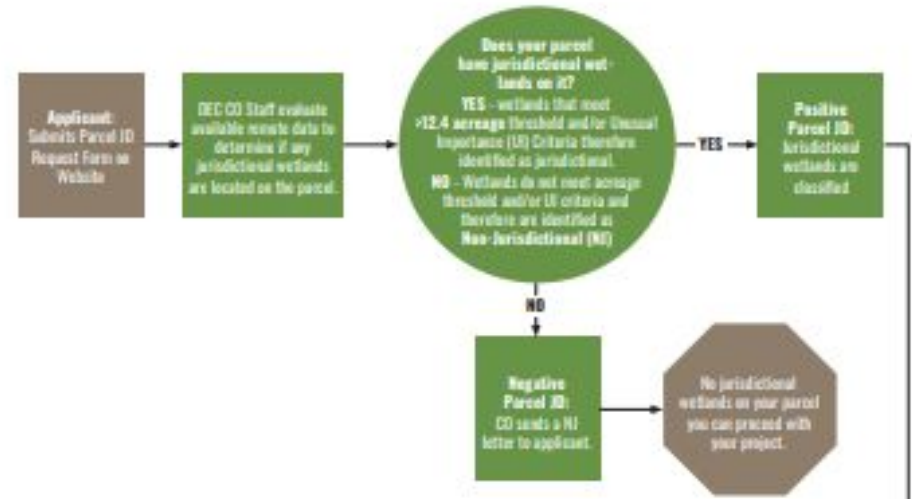 Applicant:
Submits Parcel JD
Request Form on
Website
DEC CO Staff evaluate
available remote data to
determine if any
jurisdictional wetlands
are located on the parcel.
Does your parcel
have jurisdictional wet-
lands on it?
YES - wetlands that meet
>12.4 acreage threshold and/or Unusual
Importance (UI) Criteria therefore
identified as jurisdictional.
NO - Wetlands do not meet acreage
threshold and/or UI criteria and
therefore are identified as
Non-Jurisdictional (NJ)
YES
Positive
Parcel JD:
Jurisdictional
wetlands are
classified
NO
Negative
Parcel JD:
CO sends a NJ
letter to applicant.
No jurisdictional
wetlands on your parcel
you can proceed with
your project.